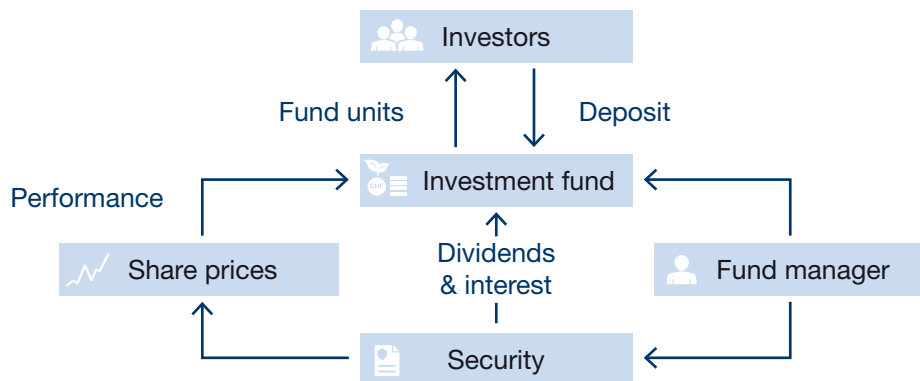 Investors
Fund units
Deposit
CHF
Investment fund
Performance
Dividends
& interest
Share prices
Fund manager
Security